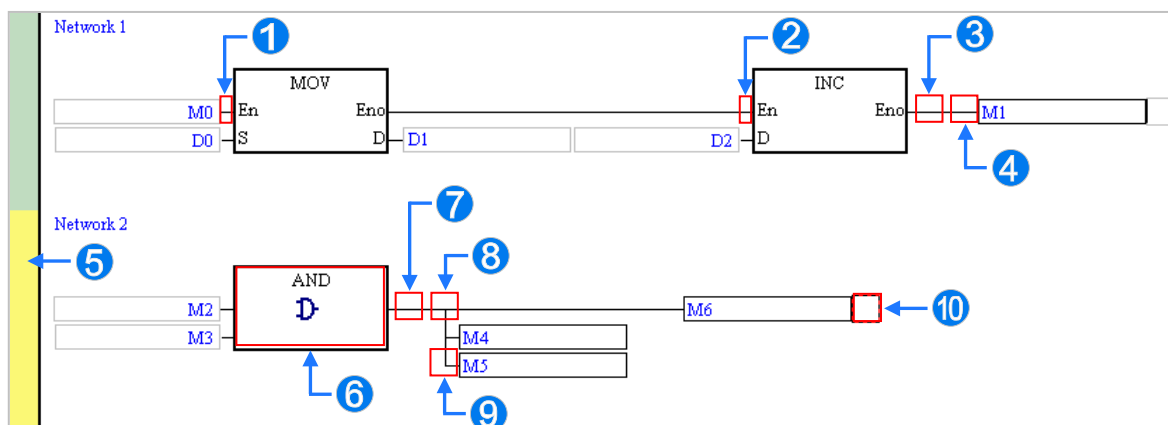 Network 1
1 2 3
MOV INC
M0 En Eno En Eno M1
D0 S D D1 D2 D
4
Network 2
7
5 8
AND
M2 M6 10
M3 M4
M5
6 9